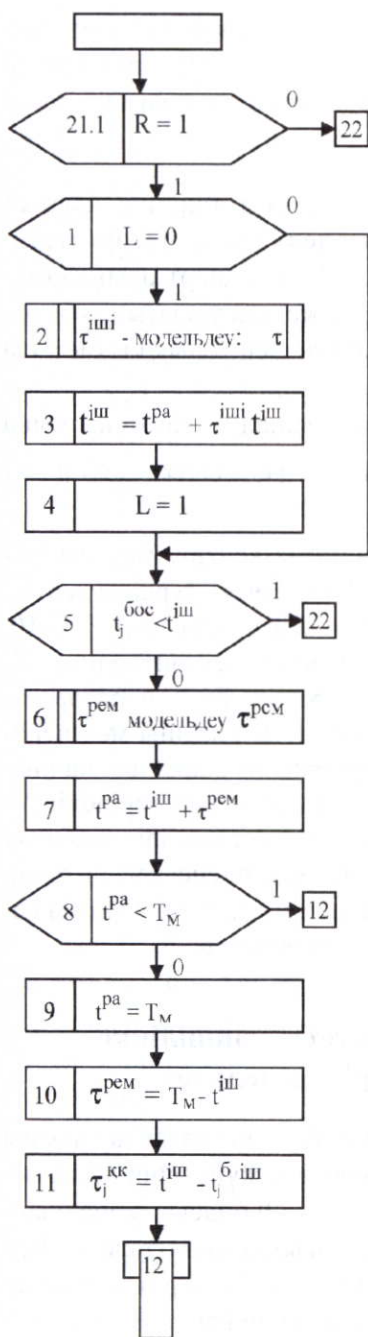 0
21.1 R = 1 22
1 0
1 L = 0
1
2 τ^іші - модельдеу: τ
3 t^іш = t^ра + τ^іші t^іш
4 L = 1
1
5 t_j^бос < t^іш 22
0
6 τ^рем модельдеу τ^рем
7 t^ра = t^іш + τ^рем
1
8 t^ра < T_М 12
0
9 t^ра = T_М
10 τ^рем = T_М - t^іш
11 τ_j^қк = t^іш - t_j^б іш
12